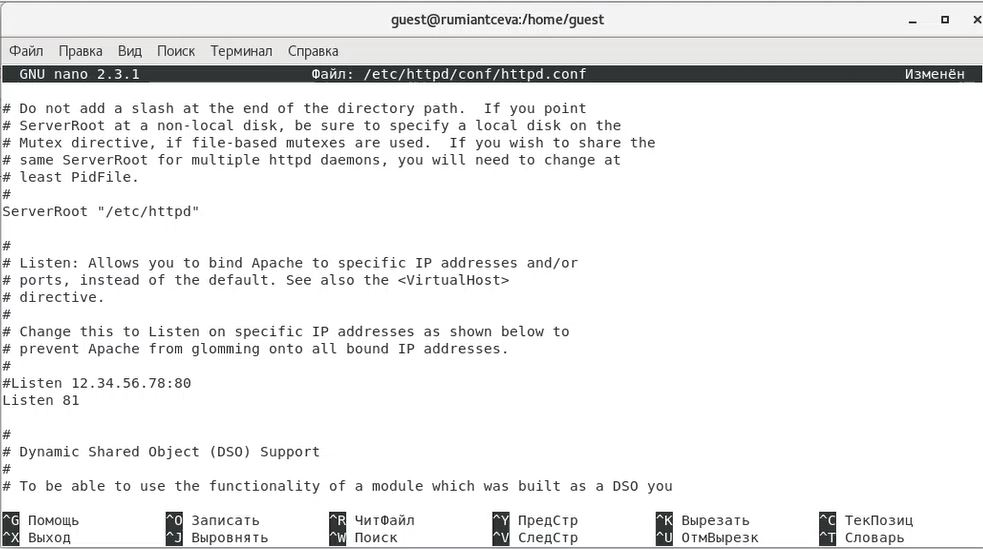 guest@rumiantceva:/home/guest
Файл Правка Вид Поиск Терминал Справка
GNU nano 2.3.1 Файл: /etc/httpd/conf/httpd.conf Изменён
# Do not add a slash at the end of the directory path.  If you point
# ServerRoot at a non-local disk, be sure to specify a local disk on the
# Mutex directive, if file-based mutexes are used.  If you wish to share the
# same ServerRoot for multiple httpd daemons, you will need to change at
# least PidFile.
#
ServerRoot "/etc/httpd"
#
# Listen: Allows you to bind Apache to specific IP addresses and/or
# ports, instead of the default. See also the <VirtualHost>
# directive.
#
# Change this to Listen on specific IP addresses as shown below to
# prevent Apache from glomming onto all bound IP addresses.
#
#Listen 12.34.56.78:80
Listen 81
#
# Dynamic Shared Object (DSO) Support
#
# To be able to use the functionality of a module which was built as a DSO you
^G Помощь ^O Записать ^R ЧитФайл ^Y ПредСтр ^K Вырезать ^C ТекПозиц
^X Выход ^J Выровнять ^W Поиск ^V СледСтр ^U ОтмВырезк ^T Словарь